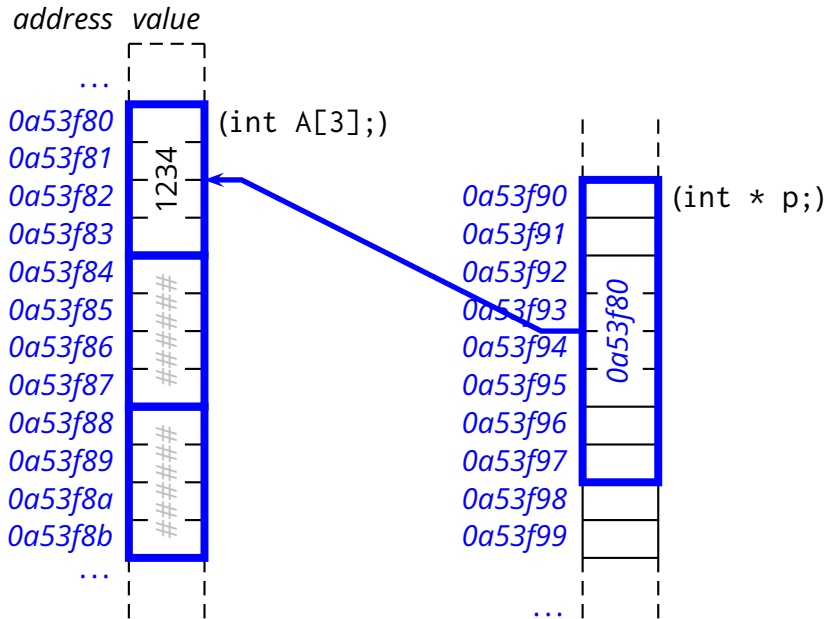 address value
...
0a53f80 (int A[3];)
0a53f81
0a53f82
0a53f83
1234
0a53f84
0a53f85
0a53f86
0a53f87
######
0a53f88
0a53f89
0a53f8a
0a53f8b
######
...
0a53f90 (int * p;)
0a53f91
...
0a53f92
0a53f93
0a53f94
0a53f95
0a53f96
0a53f97
0a53f80
0a53f98
0a53f99
...